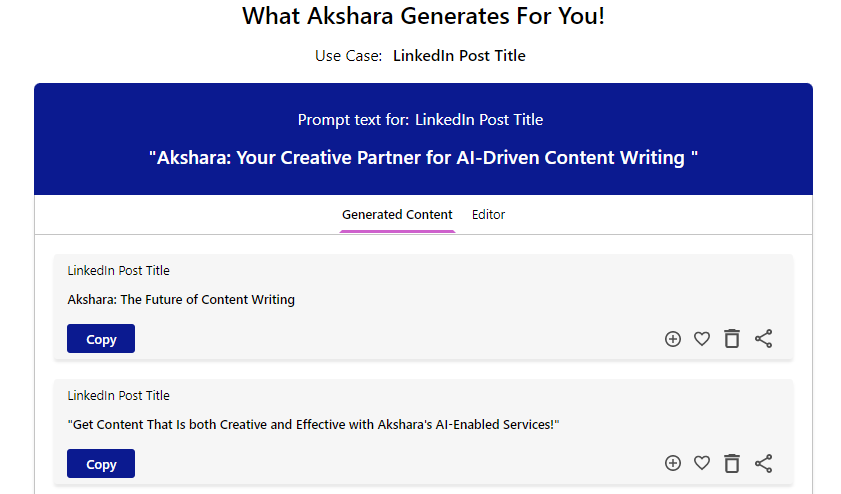 What Akshara Generates For You!
Use Case: LinkedIn Post Title
Prompt text for: LinkedIn Post Title
"Akshara: Your Creative Partner for AI-Driven Content Writing "
Generated Content Editor
LinkedIn Post Title
Akshara: The Future of Content Writing
Copy
LinkedIn Post Title
"Get Content That Is both Creative and Effective with Akshara's AI-Enabled Services!"
Copy